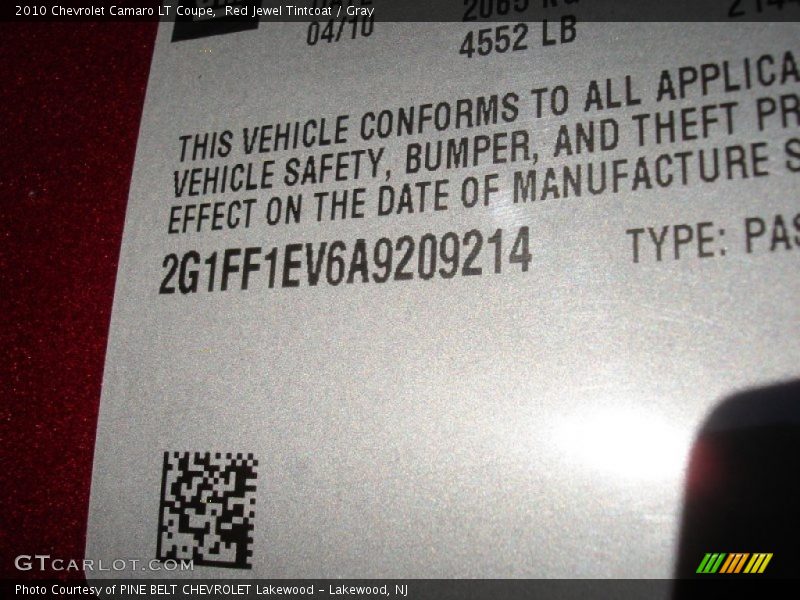 2010 Chevrolet Camaro LT Coupe, Red Jewel Tintcoat / Gray
04/10
4552 LB
THIS VEHICLE CONFORMS TO ALL APPLICA
VEHICLE SAFETY, BUMPER, AND THEFT PR
EFFECT ON THE DATE OF MANUFACTURE S
2G1FF1EV6A9209214 TYPE: PAS
GTCARLOT.COM
Photo Courtesy of PINE BELT CHEVROLET Lakewood - Lakewood, NJ